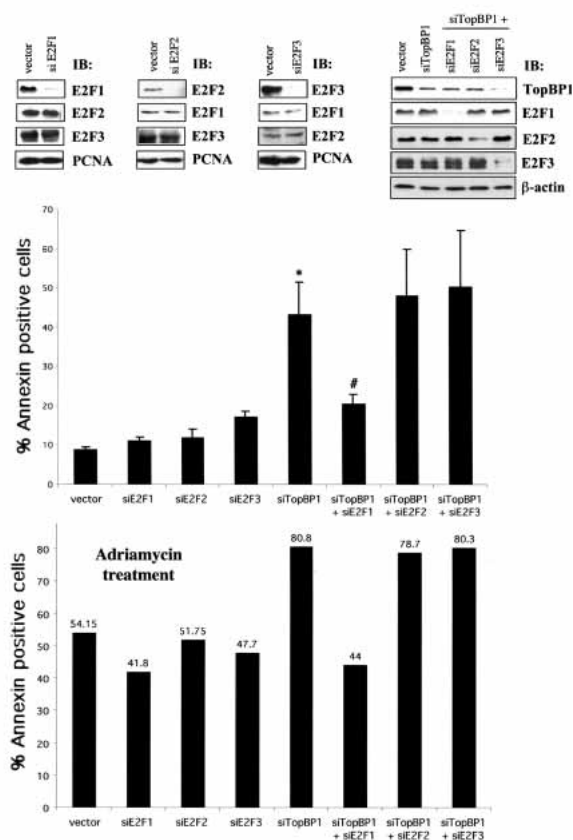 siTopBP1 +
vector
si E2F1
IB:
E2F1
E2F2
E2F3
PCNA
vector
si E2F2
IB:
E2F2
E2F1
E2F3
PCNA
vector
siE2F3
IB:
E2F3
E2F1
E2F2
PCNA
vector
siTopBP1
siE2F1
siE2F2
siE2F3
IB:
TopBP1
E2F1
E2F2
E2F3
β-actin
% Annexin positive cells
70
60
50
40
30
20
10
0
*
#
vector
siE2F1
siE2F2
siE2F3
siTopBP1
siTopBP1
+ siE2F1
siTopBP1
+ siE2F2
siTopBP1
+ siE2F3
% Annexin positive cells
80
70
60
50
40
30
20
10
0
Adriamycin
treatment
54.15
41.8
51.75
47.7
80.8
44
78.7
80.3
vector
siE2F1
siE2F2
siE2F3
siTopBP1
siTopBP1
+ siE2F1
siTopBP1
+ siE2F2
siTopBP1
+ siE2F3